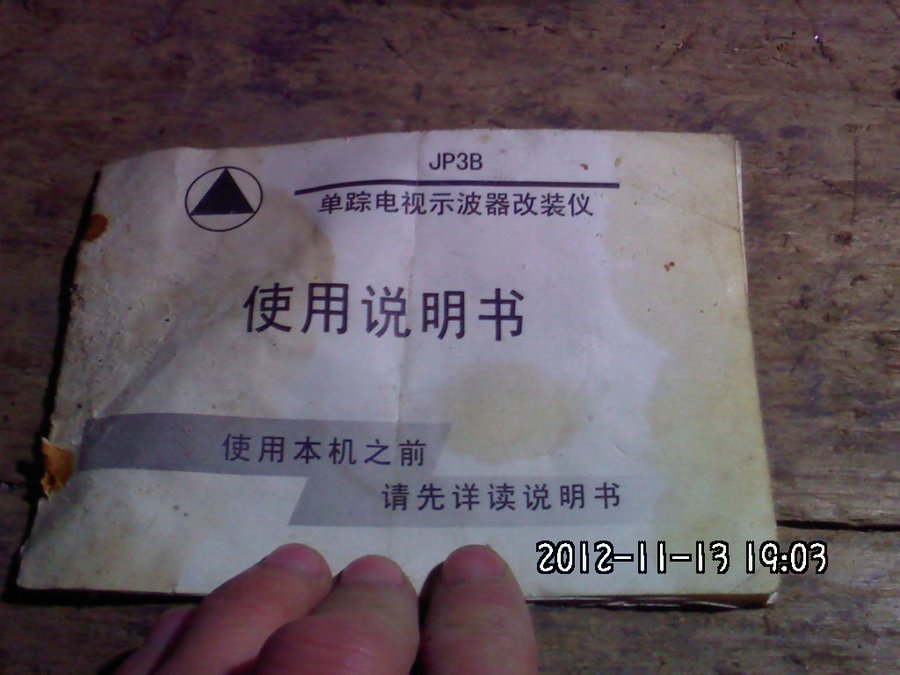 JP3B
单踪电视示波器改装仪
使用说明书
使用本机之前
请先详读说明书
2012-11-13 19:03